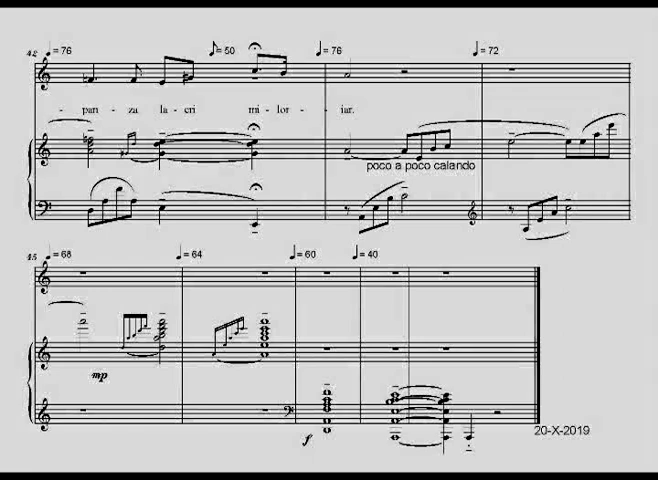 42 ♩ = 76 ♪= 50 ♩ = 76 ♩ = 72
- pan - za la - cri mi - lor - iar.
poco a poco calando
45 ♩ = 68 ♩ = 64 ♩ = 60 ♩ = 40
mp
f
20-X-2019